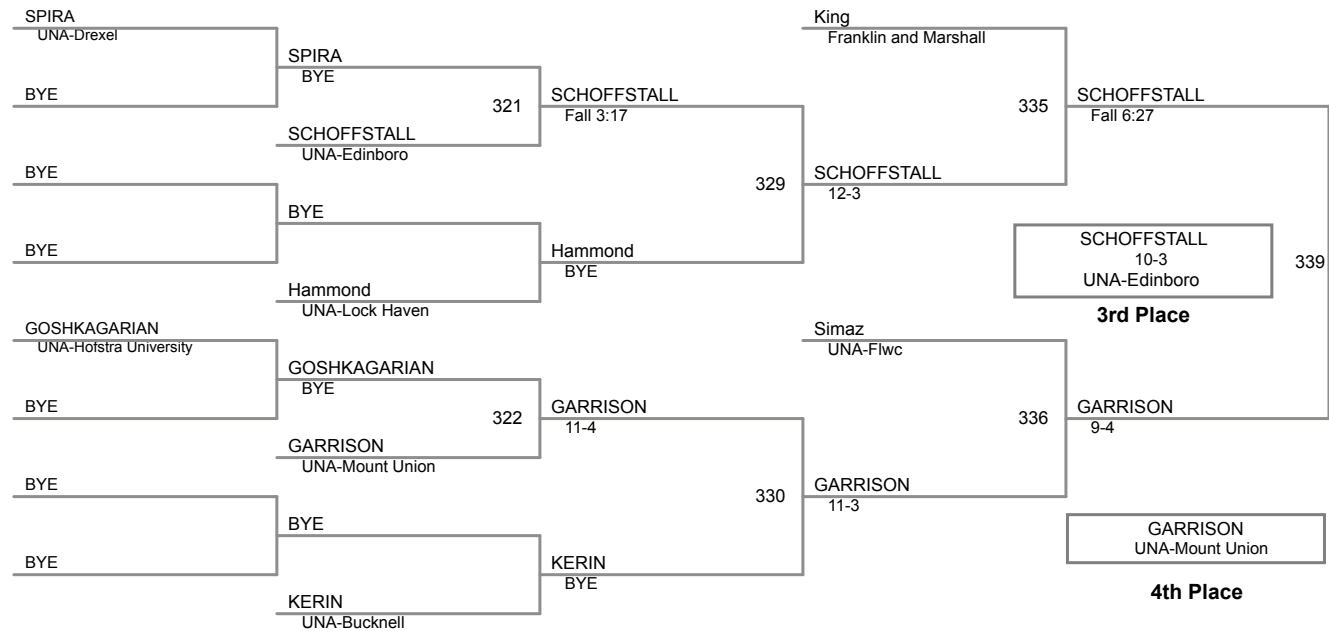 SPIRA
UNA-Drexel
BYE
BYE
BYE
GOSHKAGARIAN
UNA-Hofstra University
BYE
BYE
BYE
SPIRA
BYE
SCHOFFSTALL
UNA-Edinboro
BYE
Hammond
UNA-Lock Haven
GOSHKAGARIAN
BYE
GARRISON
UNA-Mount Union
BYE
KERIN
UNA-Bucknell
321
322
SCHOFFSTALL
Fall 3:17
Hammond
BYE
GARRISON
11-4
KERIN
BYE
329
330
King
Franklin and Marshall
SCHOFFSTALL
12-3
Simaz
UNA-Flwc
GARRISON
11-3
335
336
SCHOFFSTALL
Fall 6:27
GARRISON
9-4
339
SCHOFFSTALL
10-3
UNA-Edinboro
3rd Place
GARRISON
UNA-Mount Union
4th Place